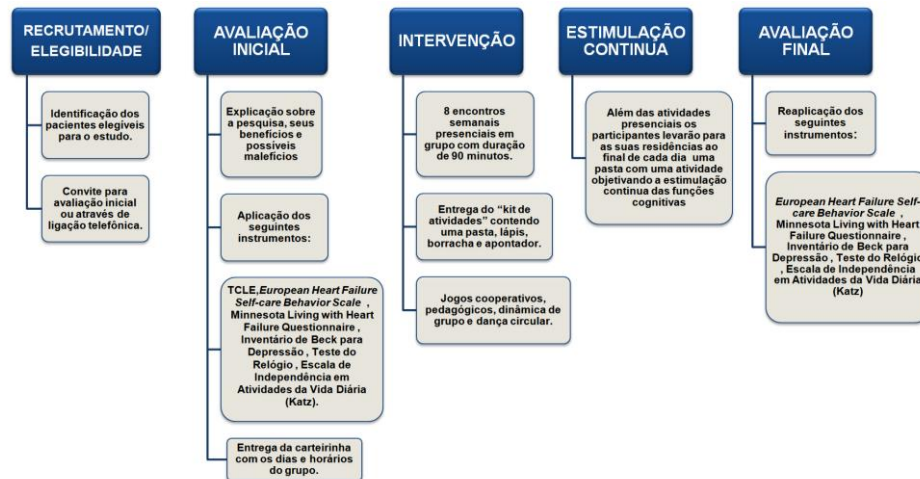 RECRUTAMENTO/
ELEGIBILIDADE
Identificação dos
pacientes elegíveis
para o estudo.
Convite para
avaliação inicial
ou através de
ligação telefônica.
AVALIAÇÃO
INICIAL
Explicação sobre
a pesquisa, seus
benefícios e
possíveis
malefícios
Aplicação dos
seguintes
instrumentos:
TCLE,European Heart Failure
Self-care Behavior Scale ,
Minnesota Living with Heart
Failure Questionnaire ,
Inventário de Beck para
Depressão , Teste do
Relógio , Escala de
Independência em
Atividades da Vida Diária
(Katz).
Entrega da carteirinha
com os dias e horários
do grupo.
INTERVENÇÃO
8 encontros
semanais
presenciais em
grupo com duração
de 90 minutos.
Entrega do “kit de
atividades” contendo
uma pasta, lápis,
borracha e apontador.
Jogos cooperativos,
pedagógicos, dinâmica de
grupo e dança circular.
ESTIMULAÇÃO
CONTINUA
Além das atividades
presenciais os
participantes levarão para
as suas residências ao
final de cada dia uma
pasta com uma atividade
objetivando a estimulação
continua das funções
cognitivas
AVALIAÇÃO
FINAL
Reaplicação dos
seguintes
instrumentos:
European Heart Failure Self-
care Behavior Scale ,
Minnesota Living with Heart
Failure Questionnaire ,
Inventário de Beck para
Depressão , Teste do Relógio
, Escala de Independência
em Atividades da Vida Diária
(Katz)